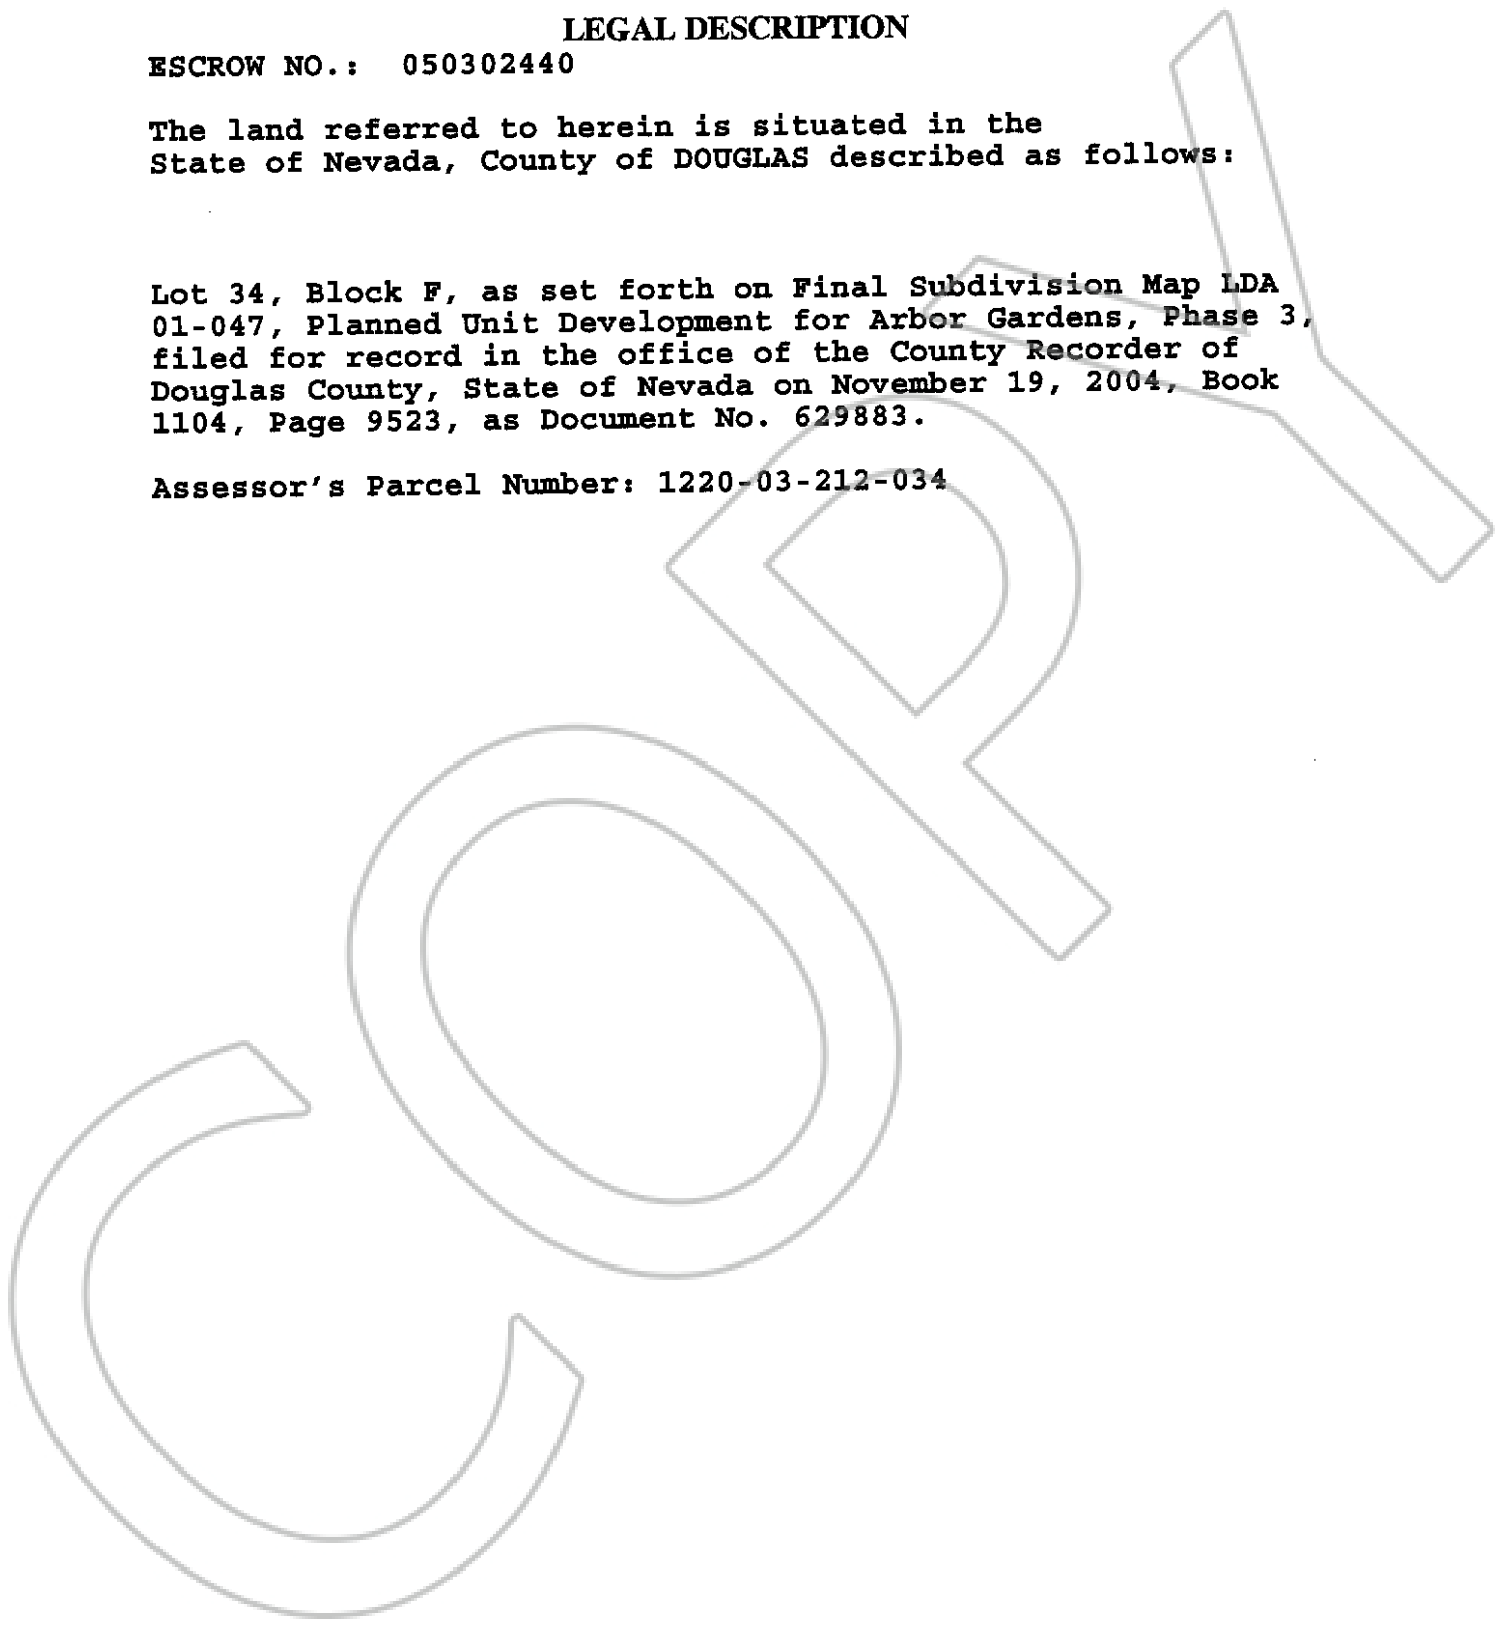 LEGAL DESCRIPTION
ESCROW NO.: 050302440
The land referred to herein is situated in the
State of Nevada, County of DOUGLAS described as follows:
Lot 34, Block F, as set forth on Final Subdivision Map LDA
01-047, Planned Unit Development for Arbor Gardens, Phase 3,
filed for record in the office of the County Recorder of
Douglas County, State of Nevada on November 19, 2004, Book
1104, Page 9523, as Document No. 629883.
Assessor's Parcel Number: 1220-03-212-034
COPY